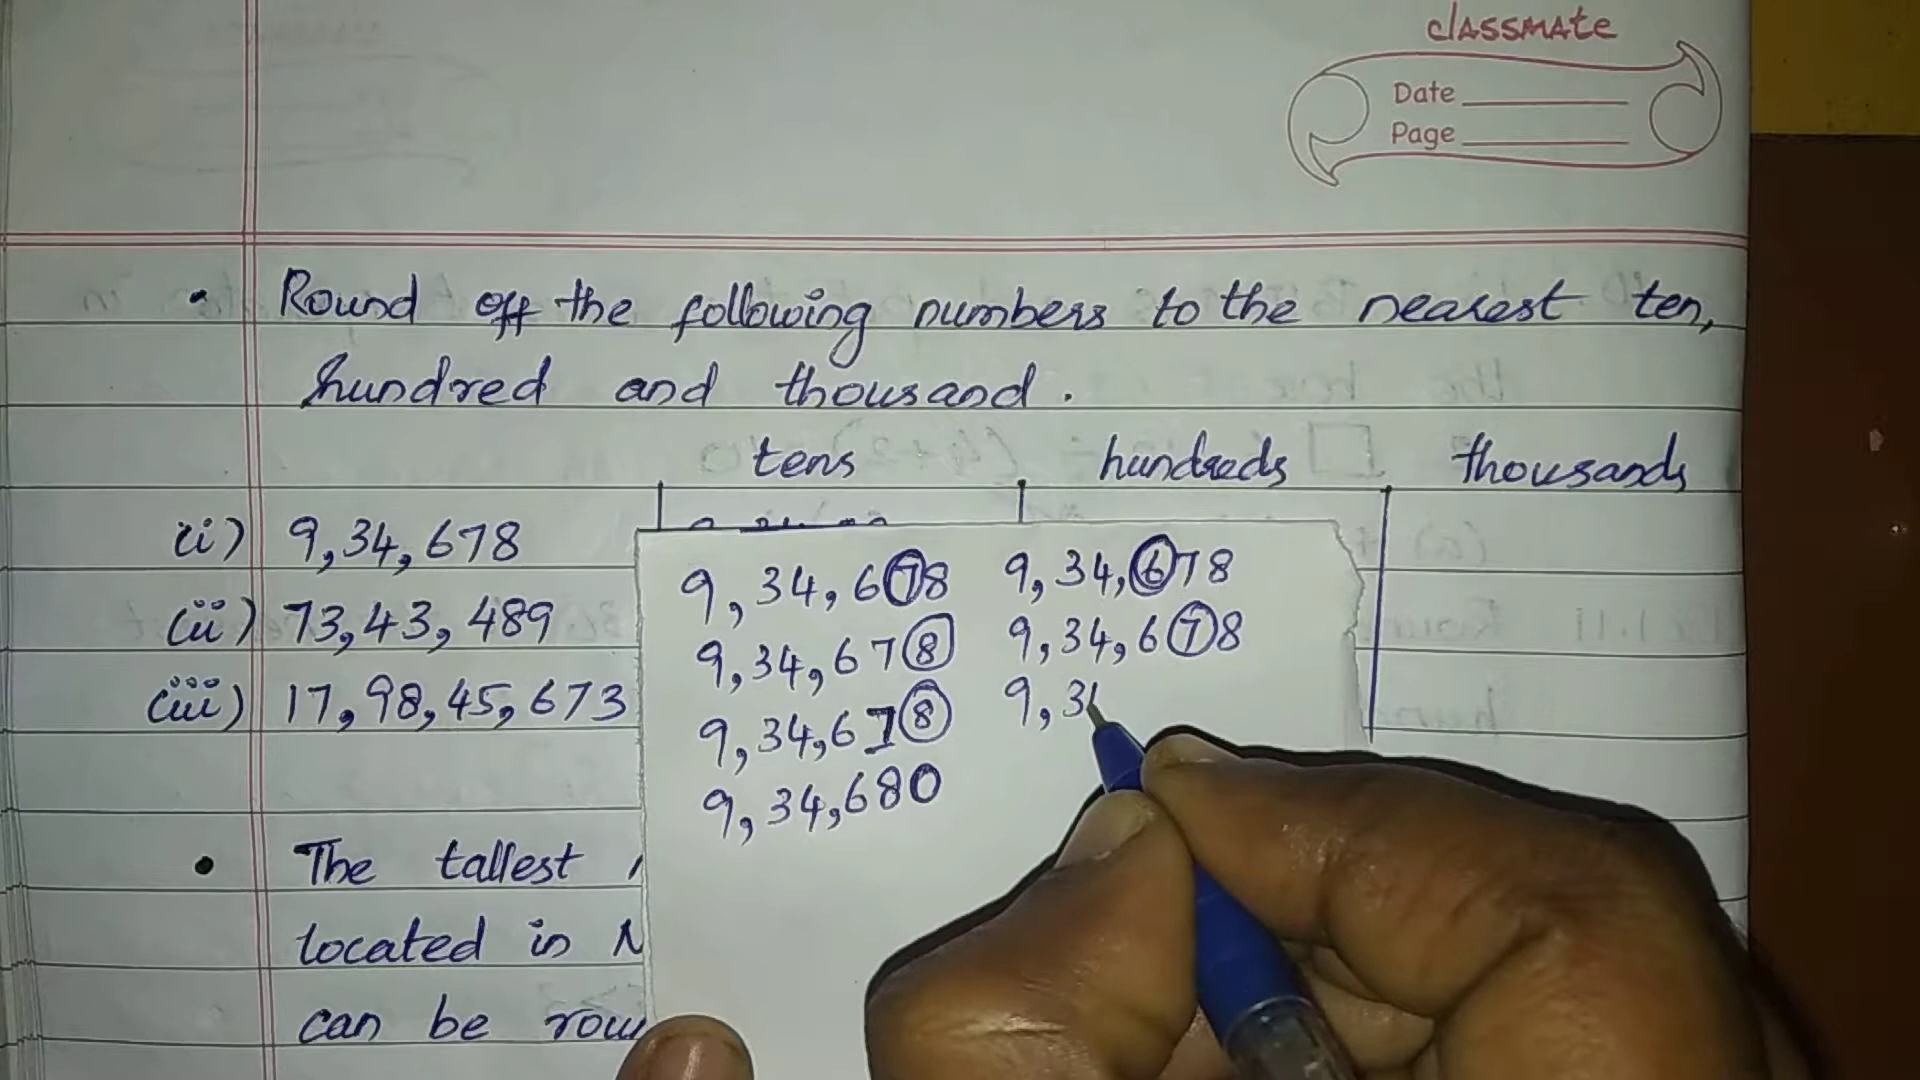 classmate
Date
Page
• Round off the following numbers to the nearest ten,
hundred and thousand.
tens hundreds thousands
(i) 9,34,678
(ii) 73,43,489
(iii) 17,98,45,673
9,34,678
9,34,678
9,34,678
9,34,680
9,34,678
9,34,678
9,3
• The tallest
located in
can be